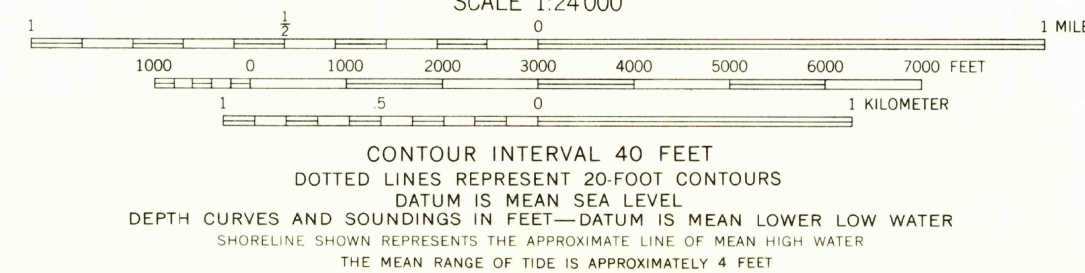 SCALE 1:24 000
1 1/2 0 1 MILE
1000 0 1000 2000 3000 4000 5000 6000 7000 FEET
1 .5 0 1 KILOMETER
CONTOUR INTERVAL 40 FEET
DOTTED LINES REPRESENT 20-FOOT CONTOURS
DATUM IS MEAN SEA LEVEL
DEPTH CURVES AND SOUNDINGS IN FEET—DATUM IS MEAN LOWER LOW WATER
SHORELINE SHOWN REPRESENTS THE APPROXIMATE LINE OF MEAN HIGH WATER
THE MEAN RANGE OF TIDE IS APPROXIMATELY 4 FEET